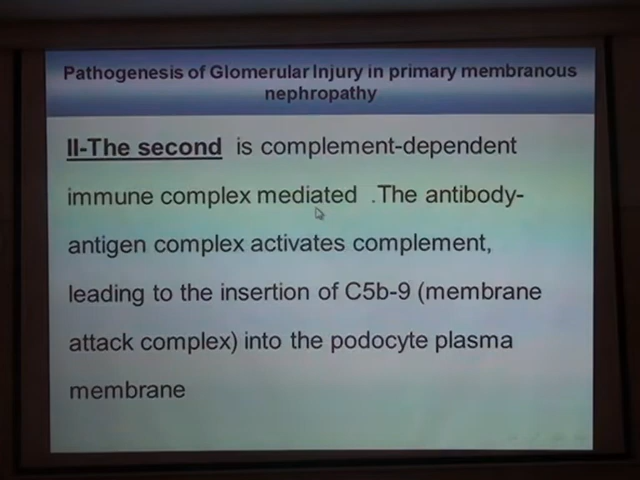 Pathogenesis of Glomerular Injury in primary membranous
nephropathy
II-The second is complement-dependent
immune complex mediated .The antibody-
antigen complex activates complement,
leading to the insertion of C5b-9 (membrane
attack complex) into the podocyte plasma
membrane